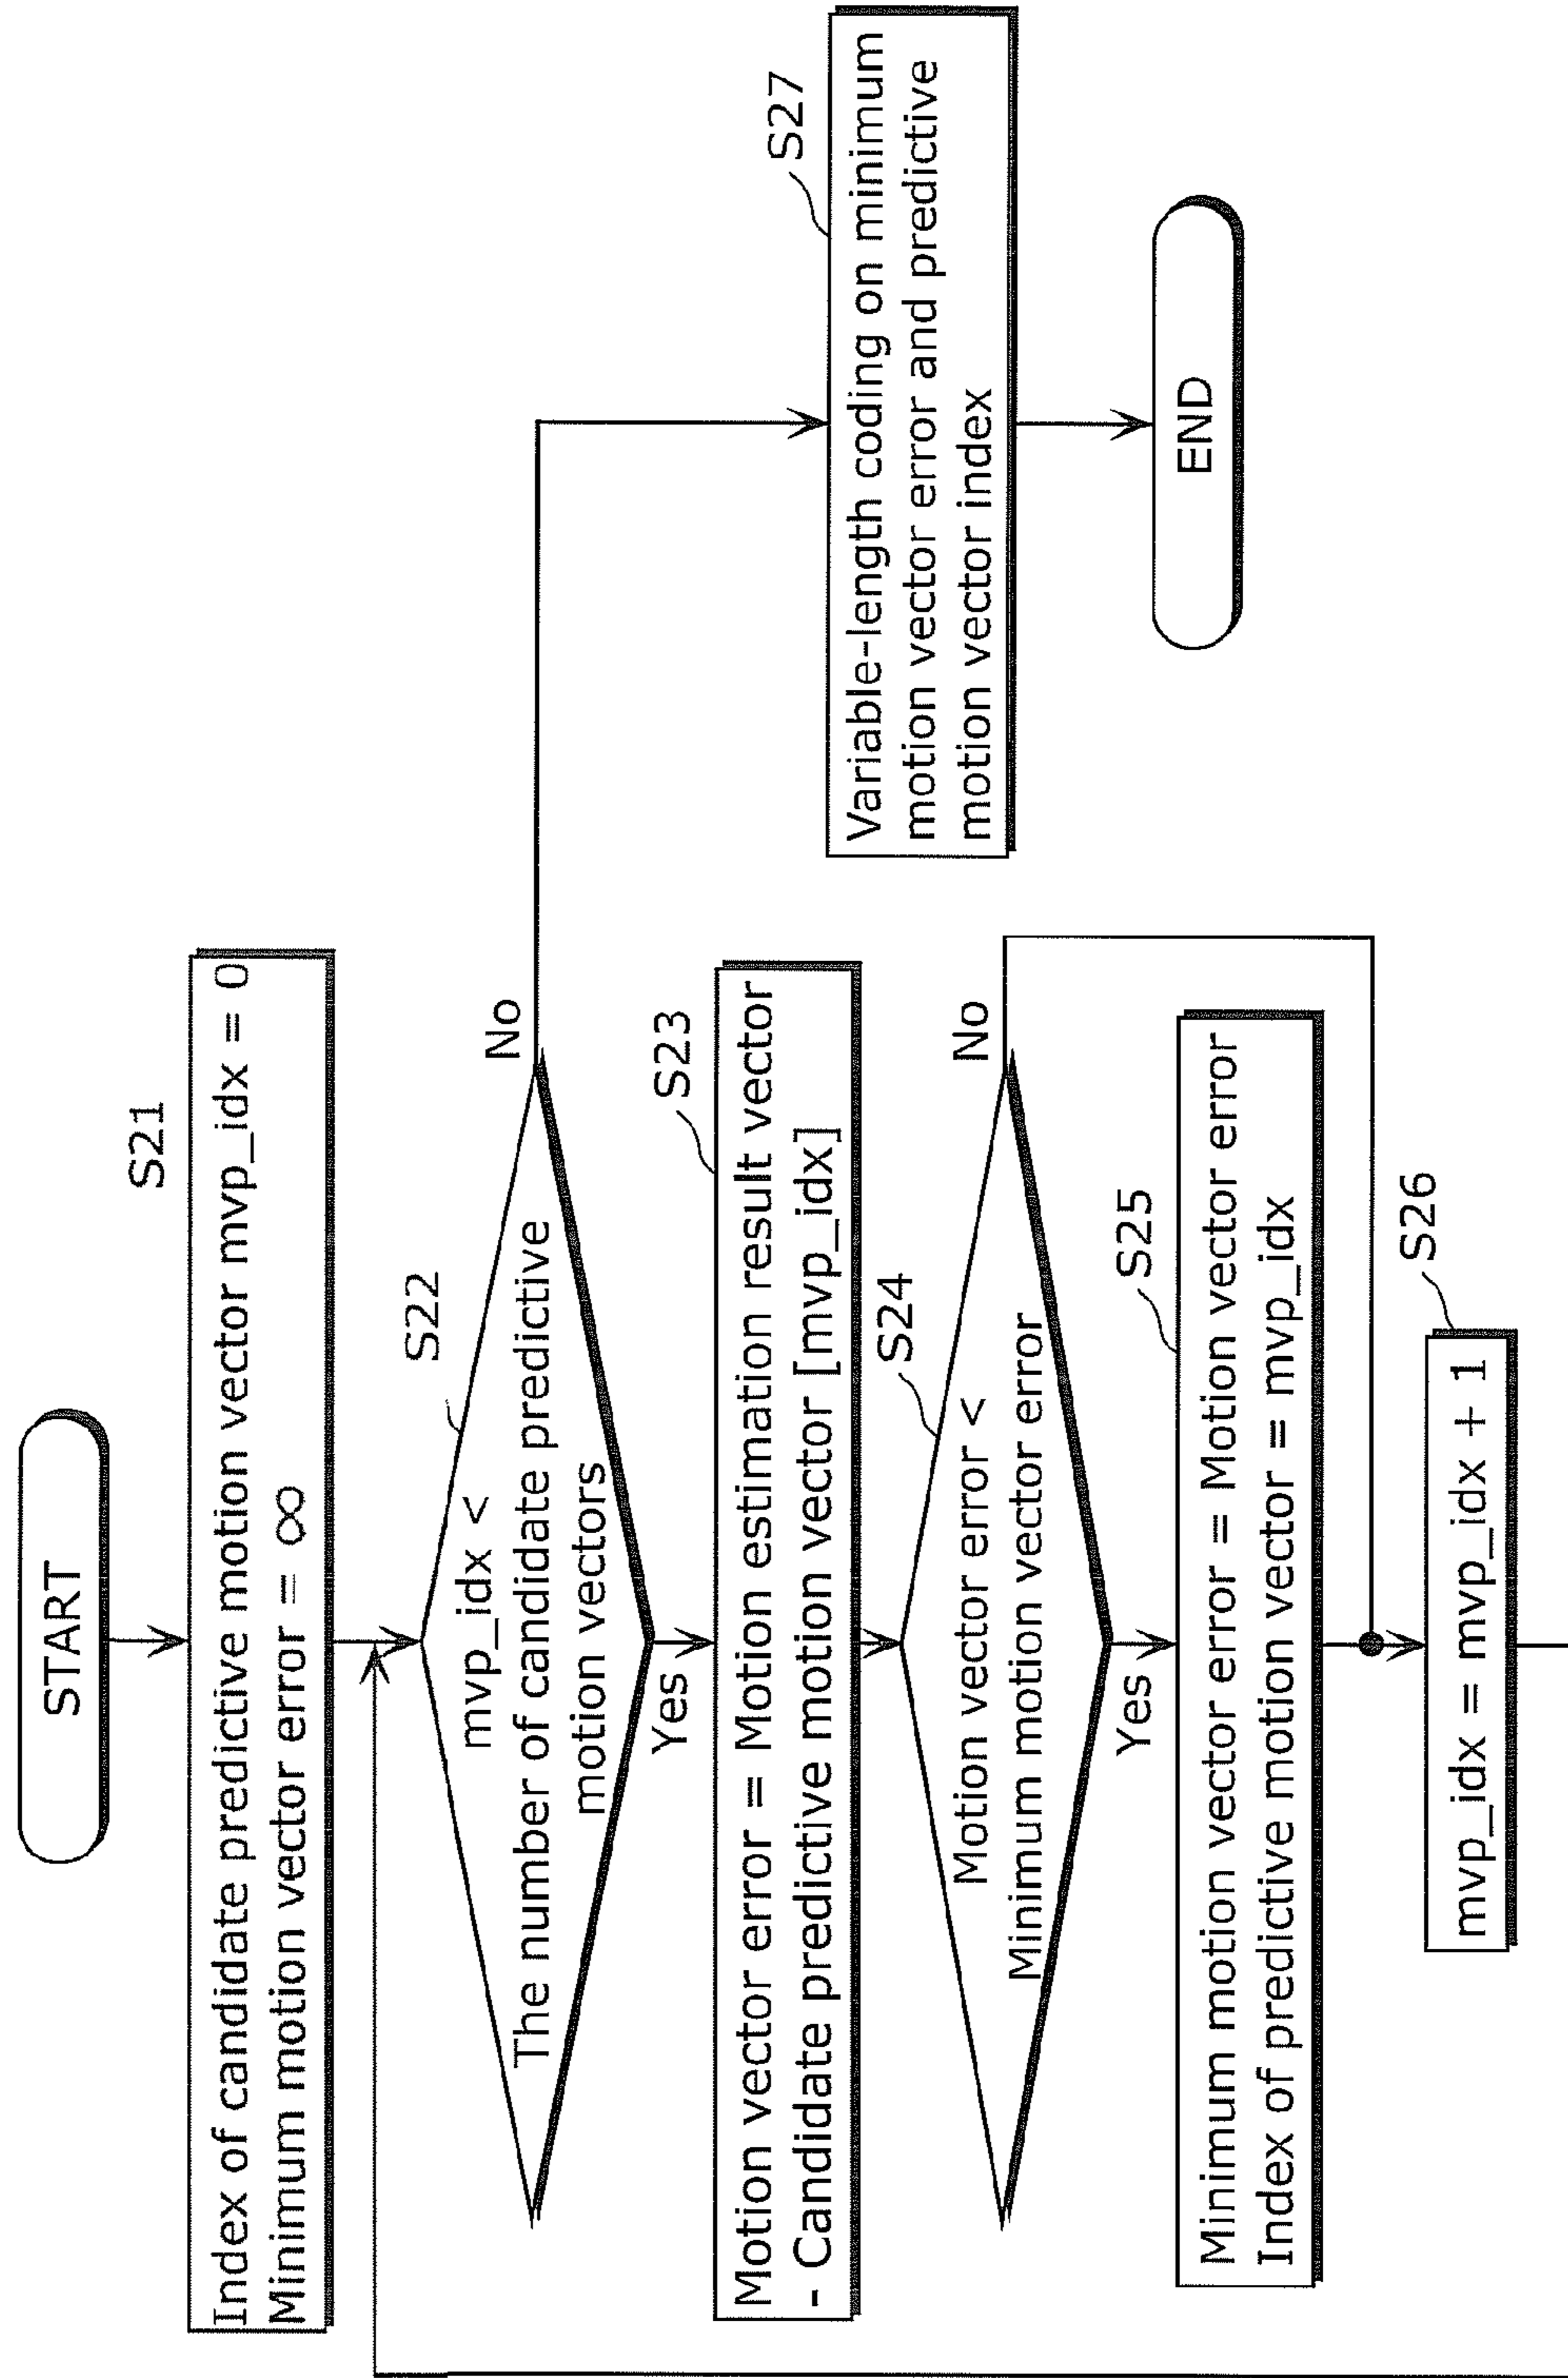 START
S21
Index of candidate predictive motion vector mvp_idx = 0
Minimum motion vector error = ∞
S22
mvp_idx <
The number of candidate predictive
motion vectors
No
Yes
S23
Motion vector error = Motion estimation result vector
- Candidate predictive motion vector [mvp_idx]
S24
Motion vector error <
Minimum motion vector error
No
Yes
S25
Minimum motion vector error = Motion vector error
Index of predictive motion vector = mvp_idx
S26
mvp_idx = mvp_idx + 1
S27
Variable-length coding on minimum
motion vector error and predictive
motion vector index
END